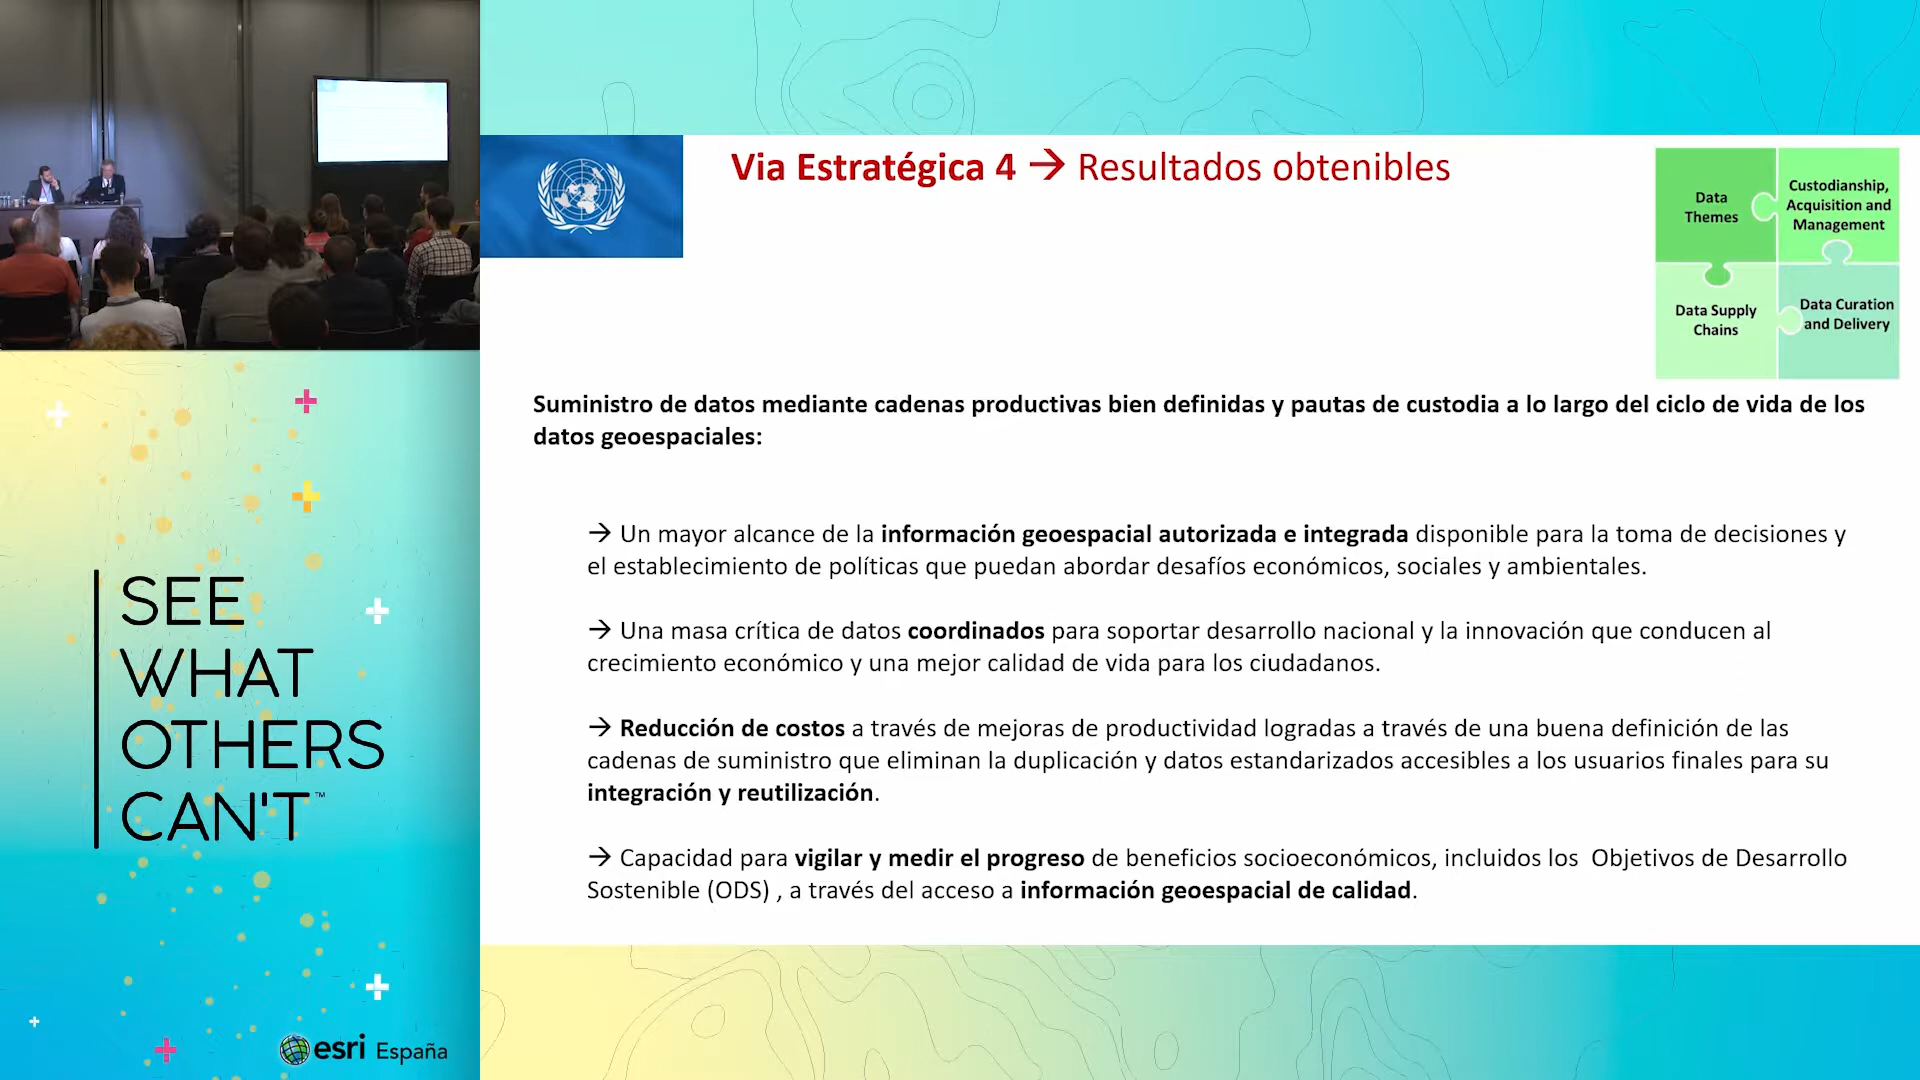 Via Estratégica 4 → Resultados obtenibles
Data
Themes
Custodianship,
Acquisition and
Management
Data Supply
Chains
Data Curation
and Delivery
Suministro de datos mediante cadenas productivas bien definidas y pautas de custodia a lo largo del ciclo de vida de los
datos geoespaciales:
→ Un mayor alcance de la información geoespacial autorizada e integrada disponible para la toma de decisiones y
el establecimiento de políticas que puedan abordar desafíos económicos, sociales y ambientales.
→ Una masa crítica de datos coordinados para soportar desarrollo nacional y la innovación que conducen al
crecimiento económico y una mejor calidad de vida para los ciudadanos.
→ Reducción de costos a través de mejoras de productividad logradas a través de una buena definición de las
cadenas de suministro que eliminan la duplicación y datos estandarizados accesibles a los usuarios finales para su
integración y reutilización.
→ Capacidad para vigilar y medir el progreso de beneficios socioeconómicos, incluidos los  Objetivos de Desarrollo
Sostenible (ODS) , a través del acceso a información geoespacial de calidad.
SEE
WHAT
OTHERS
CAN'T™
esri España